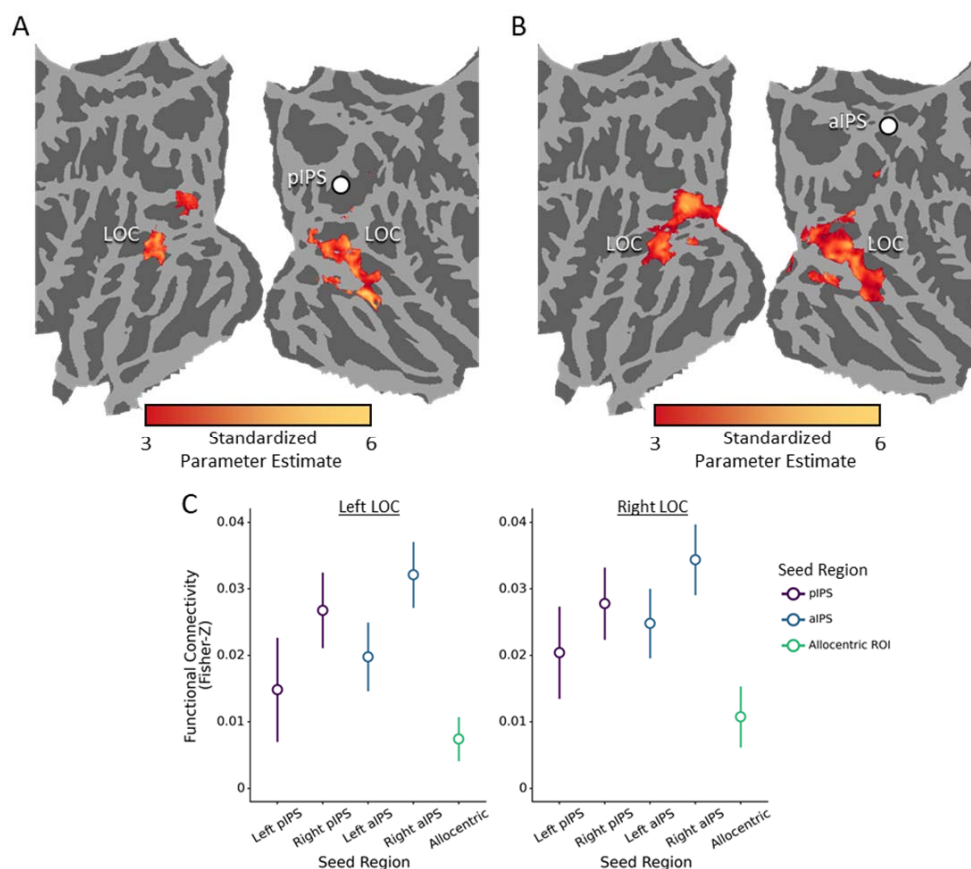 A
B
pIPS
LOC
LOC
aIPS
LOC
LOC
3
Standardized
Parameter Estimate
6
3
Standardized
Parameter Estimate
6
C
Left LOC
Right LOC
Functional Connectivity
(Fisher-Z)
0.04
0.03
0.02
0.01
0
Left pIPS
Right pIPS
Left aIPS
Right aIPS
Allocentric
Seed Region
0.04
0.03
0.02
0.01
0
Left pIPS
Right pIPS
Left aIPS
Right aIPS
Allocentric
Seed Region
Seed Region
pIPS
aIPS
Allocentric ROI